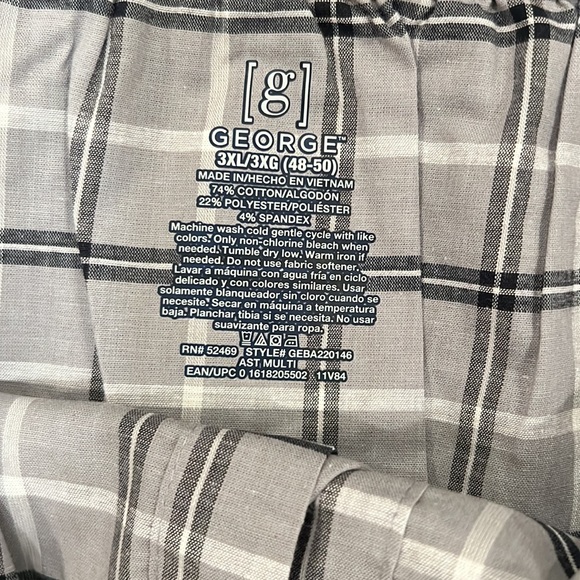 [g]
GEORGE™
3XL/3XG (48-50)
MADE IN/HECHO EN VIETNAM
74% COTTON/ALGODÓN
22% POLYESTER/POLIÉSTER
4% SPANDEX
Machine wash cold gentle cycle with like
colors. Only non-chlorine bleach when
needed. Tumble dry low. Warm iron if
needed. Do not use fabric softener.
Lavar a máquina con agua fría en ciclo
delicado y con colores similares. Usar
solamente blanqueador sin cloro cuando se
necesite. Secar en máquina a temperatura
baja. Planchar tibia si se necesita. No usar
suavizante para ropa.
RN# 52469 STYLE# GEBA220146
AST MULTI
EAN/UPC 0 1618205502 11V84